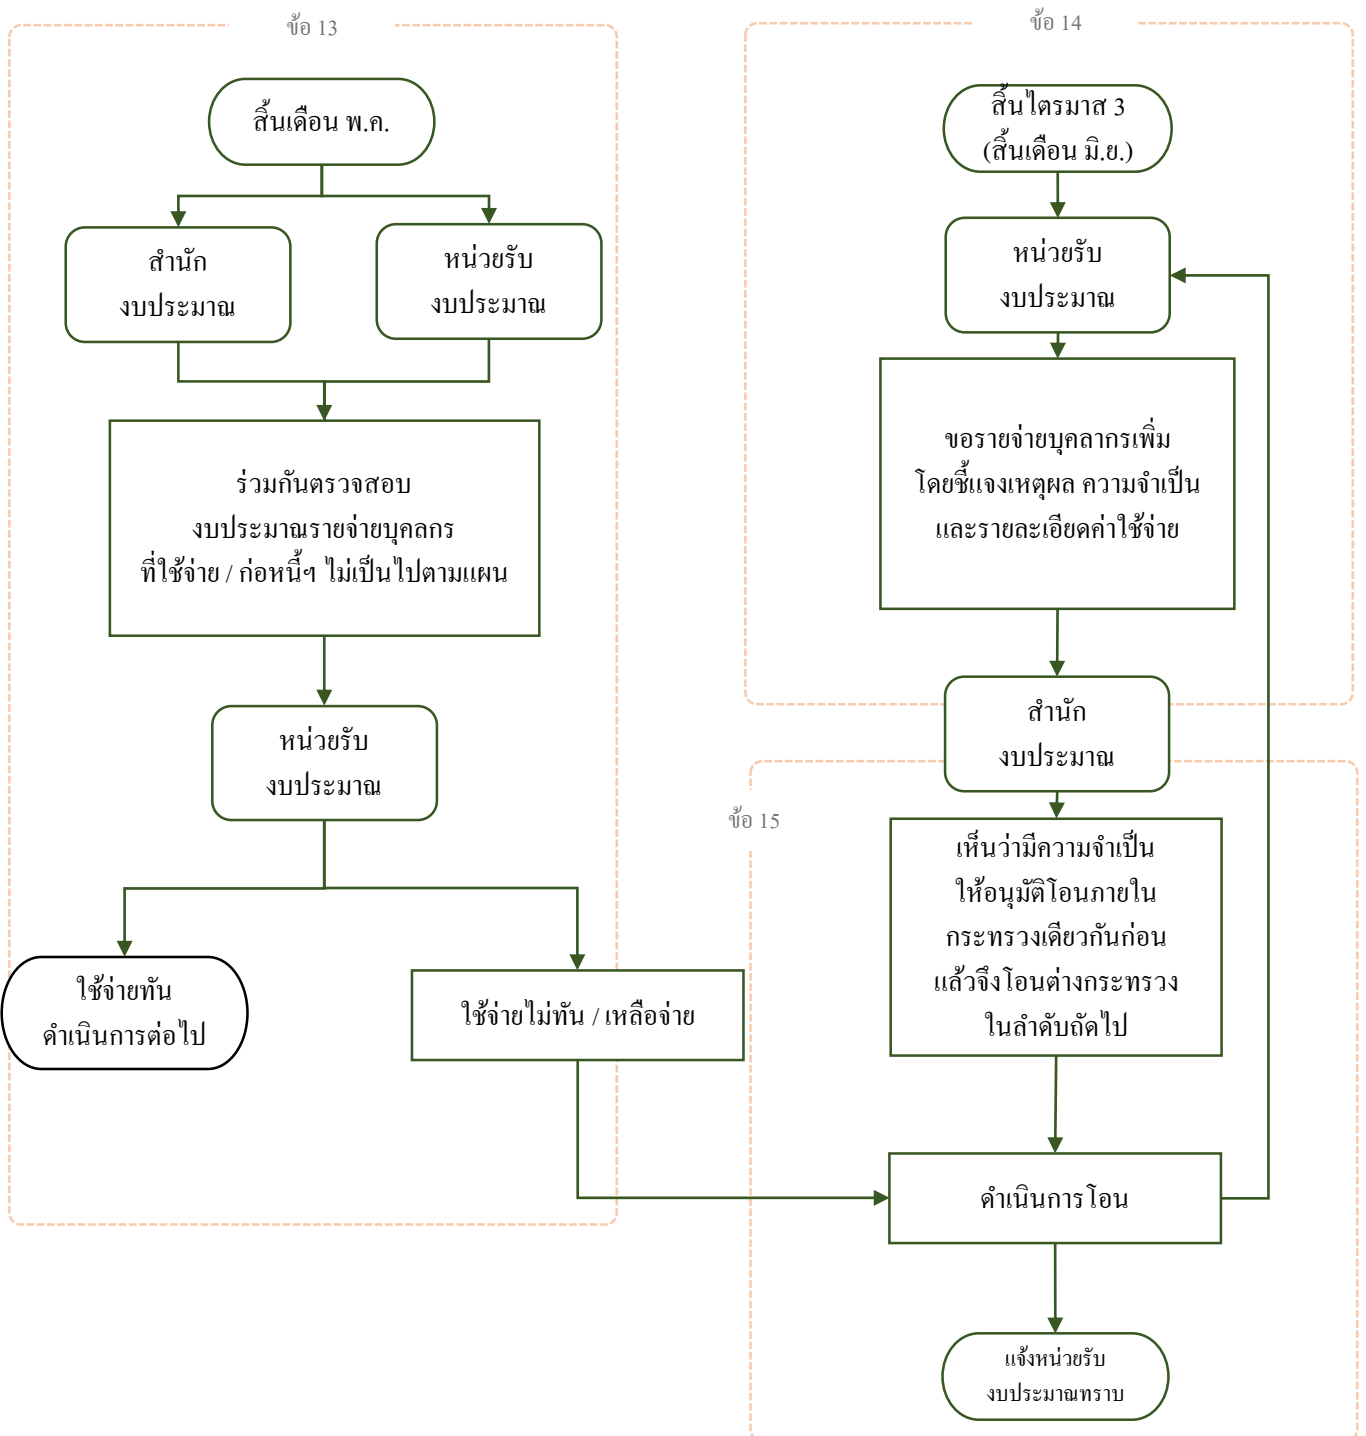 ข้อ 13
สิ้นเดือน พ.ค.
สำนัก
งบประมาณ
หน่วยรับ
งบประมาณ
ร่วมกันตรวจสอบ
งบประมาณรายจ่ายบุคลากร
ที่ใช้จ่าย / ก่อหนี้ฯ ไม่เป็นไปตามแผน
หน่วยรับ
งบประมาณ
ใช้จ่ายทัน
ดำเนินการต่อไป
ใช้จ่ายไม่ทัน / เหลือจ่าย
ข้อ 14
สิ้นไตรมาส 3
(สิ้นเดือน มิ.ย.)
หน่วยรับ
งบประมาณ
ขอรายจ่ายบุคลากรเพิ่ม
โดยชี้แจงเหตุผล ความจำเป็น
และรายละเอียดค่าใช้จ่าย
สำนัก
งบประมาณ
ข้อ 15
เห็นว่ามีความจำเป็น
ให้อนุมัติโอนภายใน
กระทรวงเดียวกันก่อน
แล้วจึงโอนต่างกระทรวง
ในลำดับถัดไป
ดำเนินการโอน
แจ้งหน่วยรับ
งบประมาณทราบ